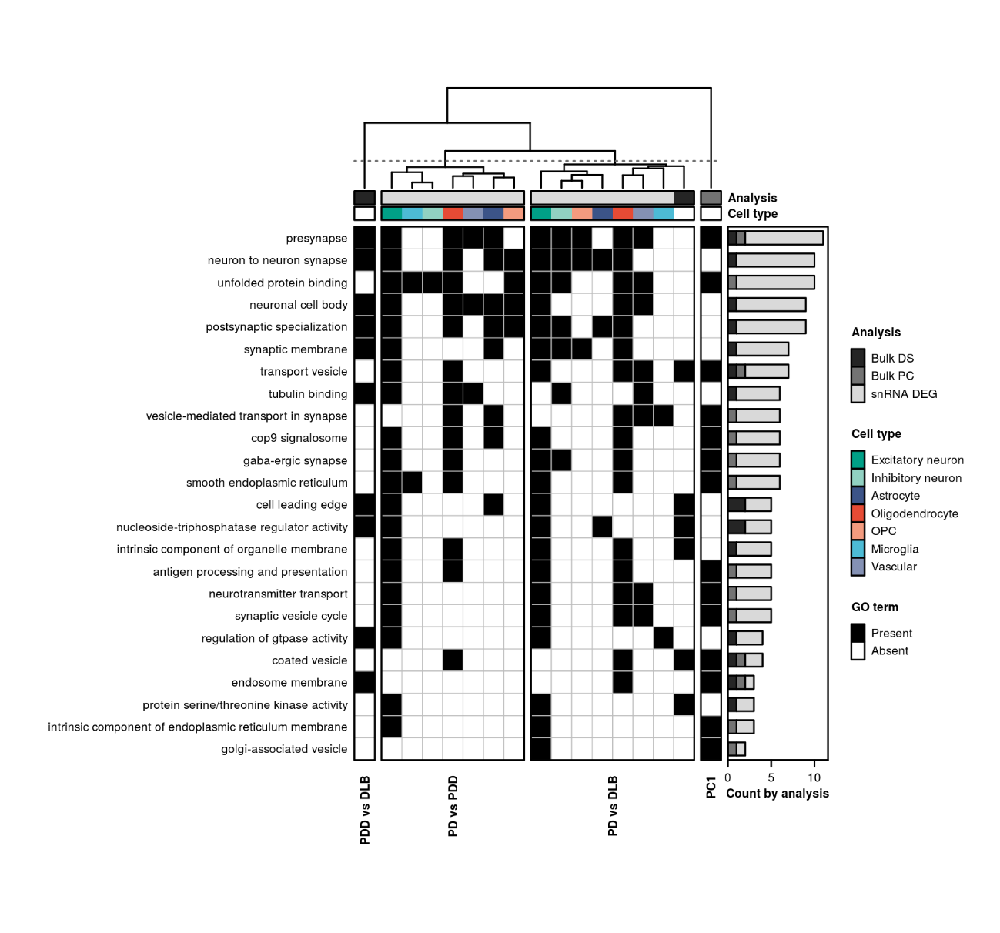 Analysis
Cell type
presynapse
neuron to neuron synapse
unfolded protein binding
neuronal cell body
postsynaptic specialization
synaptic membrane
transport vesicle
tubulin binding
vesicle-mediated transport in synapse
cop9 signalosome
gaba-ergic synapse
smooth endoplasmic reticulum
cell leading edge
nucleoside-triphosphatase regulator activity
intrinsic component of organelle membrane
antigen processing and presentation
neurotransmitter transport
synaptic vesicle cycle
regulation of gtpase activity
coated vesicle
endosome membrane
protein serine/threonine kinase activity
intrinsic component of endoplasmic reticulum membrane
golgi-associated vesicle
PDD vs DLB
PD vs PDD
PD vs DLB
PC1
0 5 10
Count by analysis
Analysis
Bulk DS
Bulk PC
snRNA DEG
Cell type
Excitatory neuron
Inhibitory neuron
Astrocyte
Oligodendrocyte
OPC
Microglia
Vascular
GO term
Present
Absent